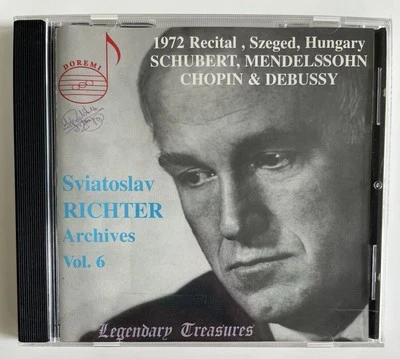 DOREMI
1972 Recital , Szeged, Hungary
SCHUBERT, MENDELSSOHN
CHOPIN & DEBUSSY
Sviatoslav
RICHTER
Archives
Vol. 6
Legendary Treasures